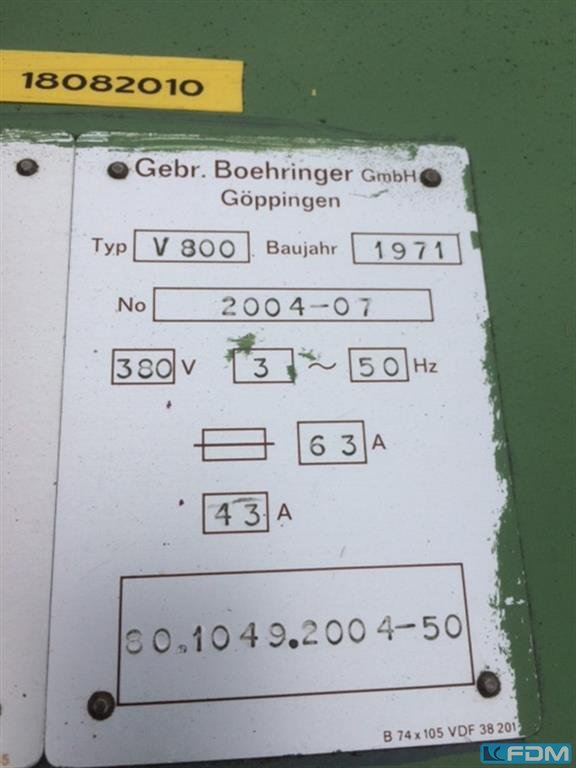 18082010
Gebr. Boehringer GmbH
Göppingen
Typ V 800 Baujahr 1971
No 2004-07
380 V 3 ~ 50 Hz
63 A
43 A
80.1049.2004-50
B 74 x 105 VDF 38 201
5
FDM